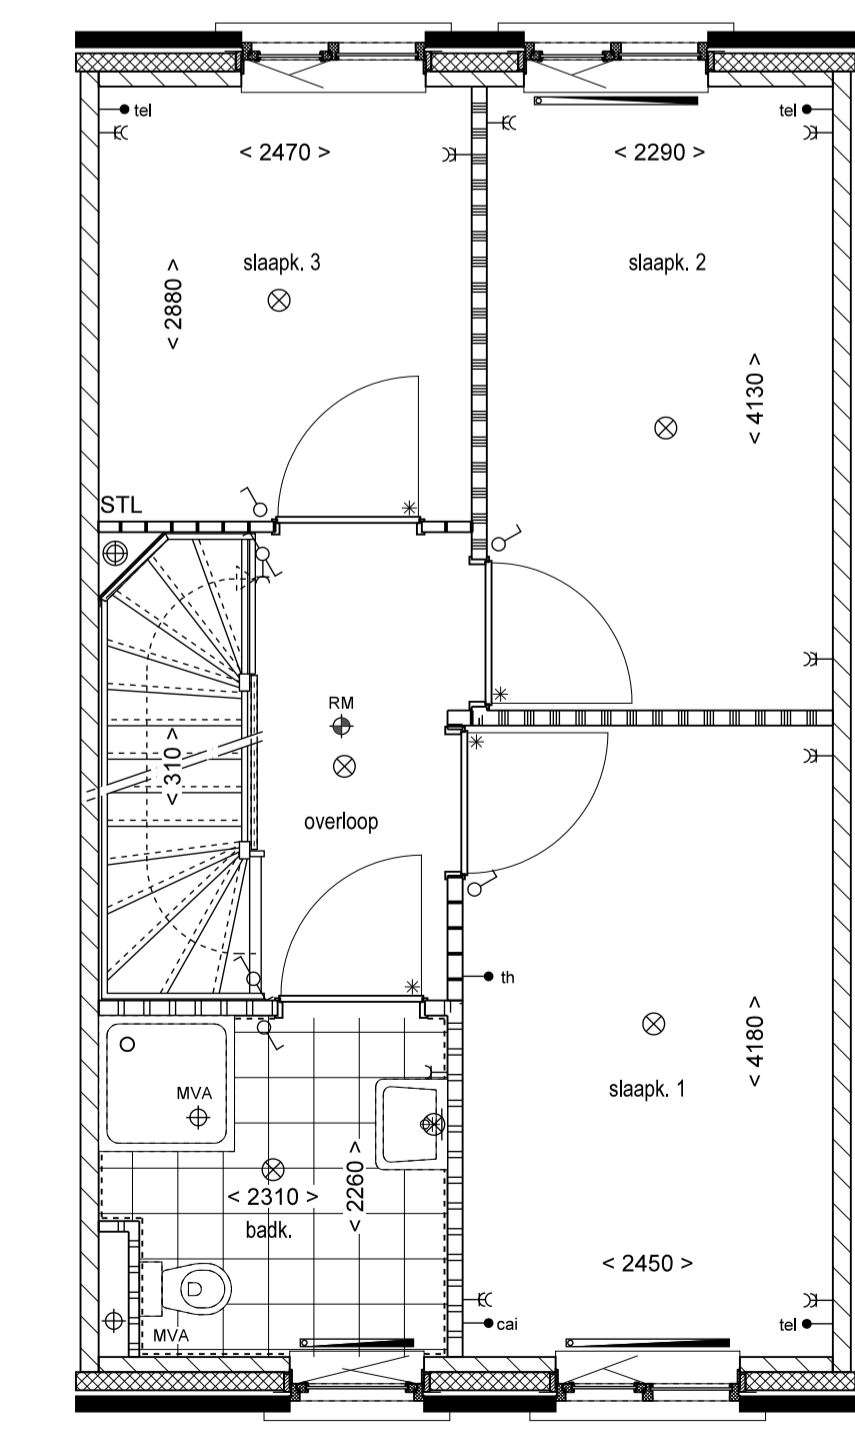 tel
tel
< 2470 >
< 2290 >
slaapk. 3
slaapk. 2
< 2880 >
< 4130 >
STL
RM
< 310 >
overloop
th
< 4180 >
slaapk. 1
MVA
< 2310 >
< 2260 >
badk.
< 2450 >
cai
tel
MVA